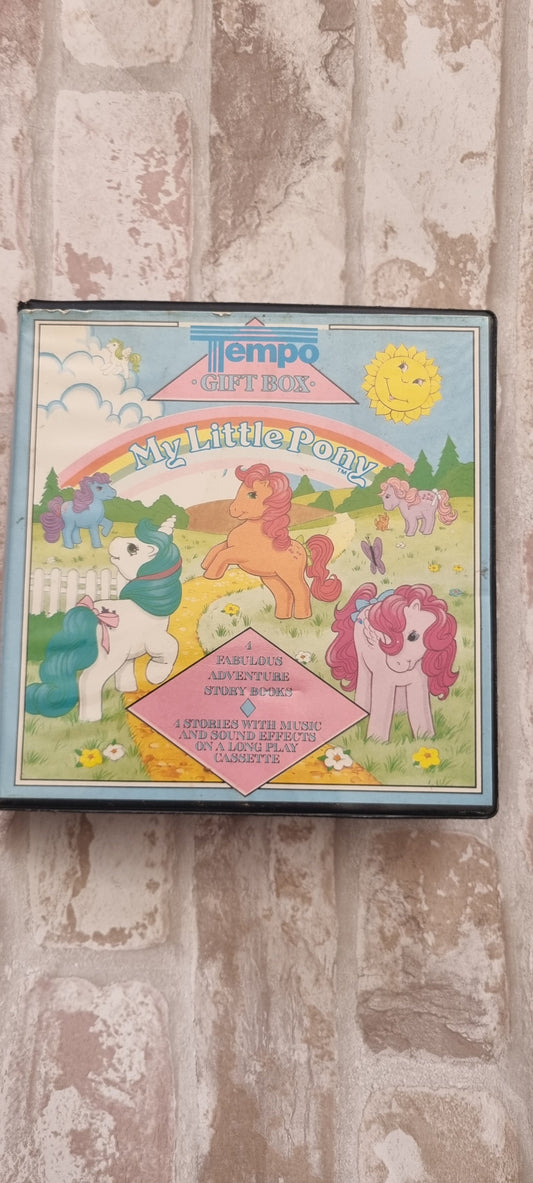 Tempo
· GIFT BOX ·
My Little Pony
TM
4
FABULOUS
ADVENTURE
STORY BOOKS
4 STORIES WITH MUSIC
AND SOUND EFFECTS
ON A LONG PLAY
CASSETTE